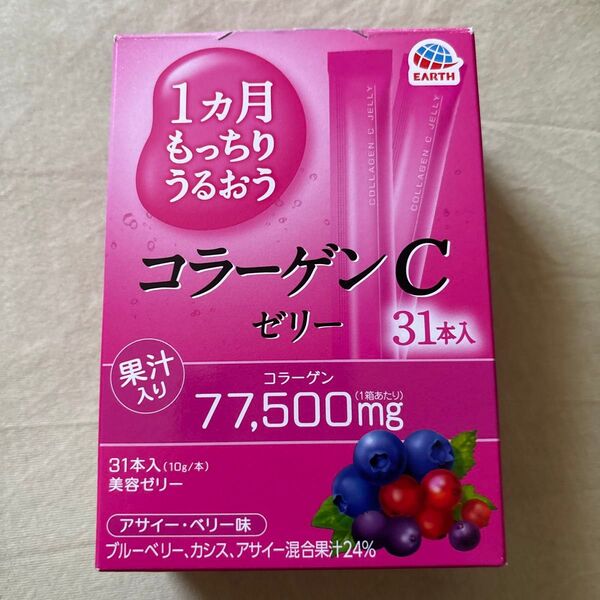 EARTH
1カ月
もっちり
うるおう
COLLAGEN C JELLY
COLLAGEN C JELLY
コラーゲンC
ゼリー
31本入
果汁
入り
コラーゲン
(1箱あたり)
77,500mg
31本入(10g/本)
美容ゼリー
アサイー・ベリー味
ブルーベリー、カシス、アサイー混合果汁24%